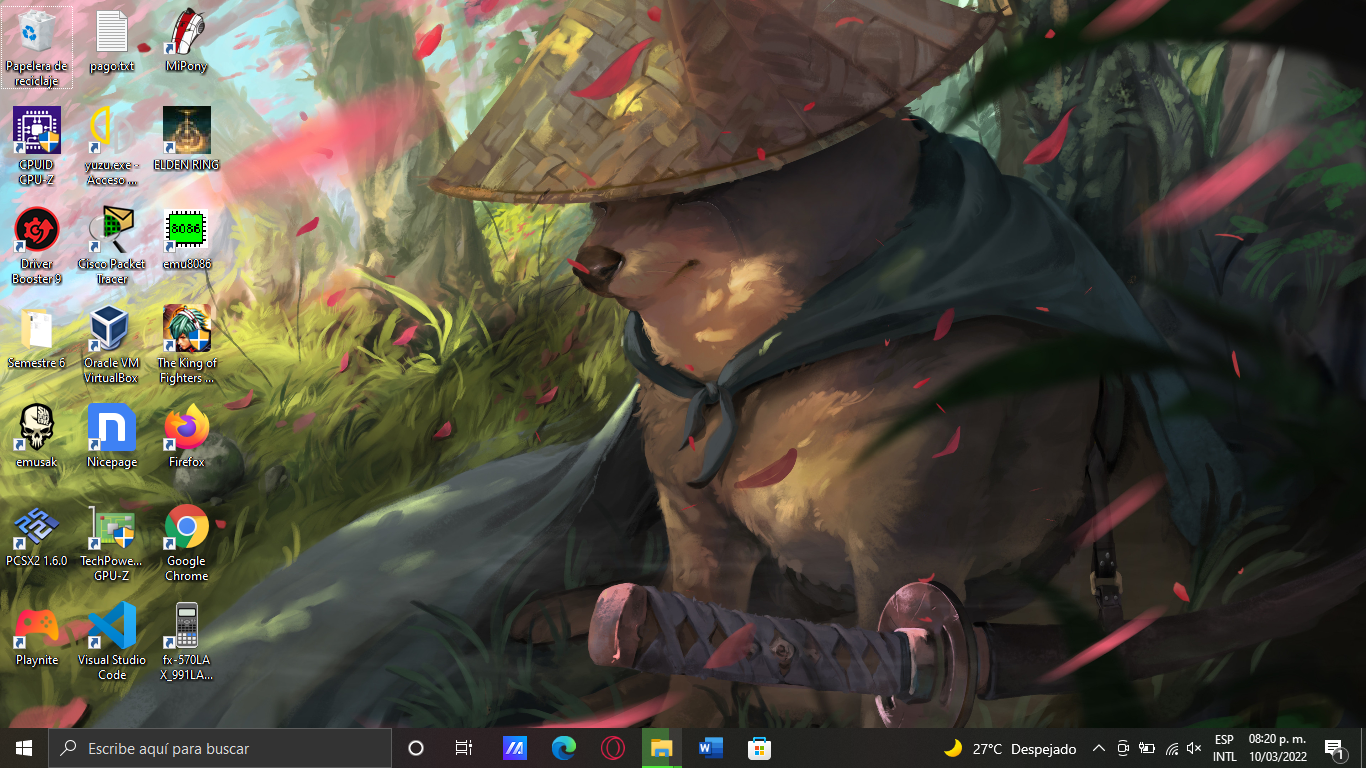 Papelera de
reciclaje
pago.txt
MiPony
CPUID
CPU-Z
yuzu.exe -
Acceso ...
ELDEN RING
Driver
Booster 9
Cisco Packet
Tracer
8086
emu8086
Semestre 6
Oracle VM
VirtualBox
The King of
Fighters ...
emusak
n
Nicepage
Firefox
PCSX2 1.6.0
TechPowe...
GPU-Z
Google
Chrome
Playnite
Visual Studio
Code
fx-570LA
X_991LA...
Escribe aquí para buscar
W
27°C Despejado
ESP
INTL
08:20 p. m.
10/03/2022
1